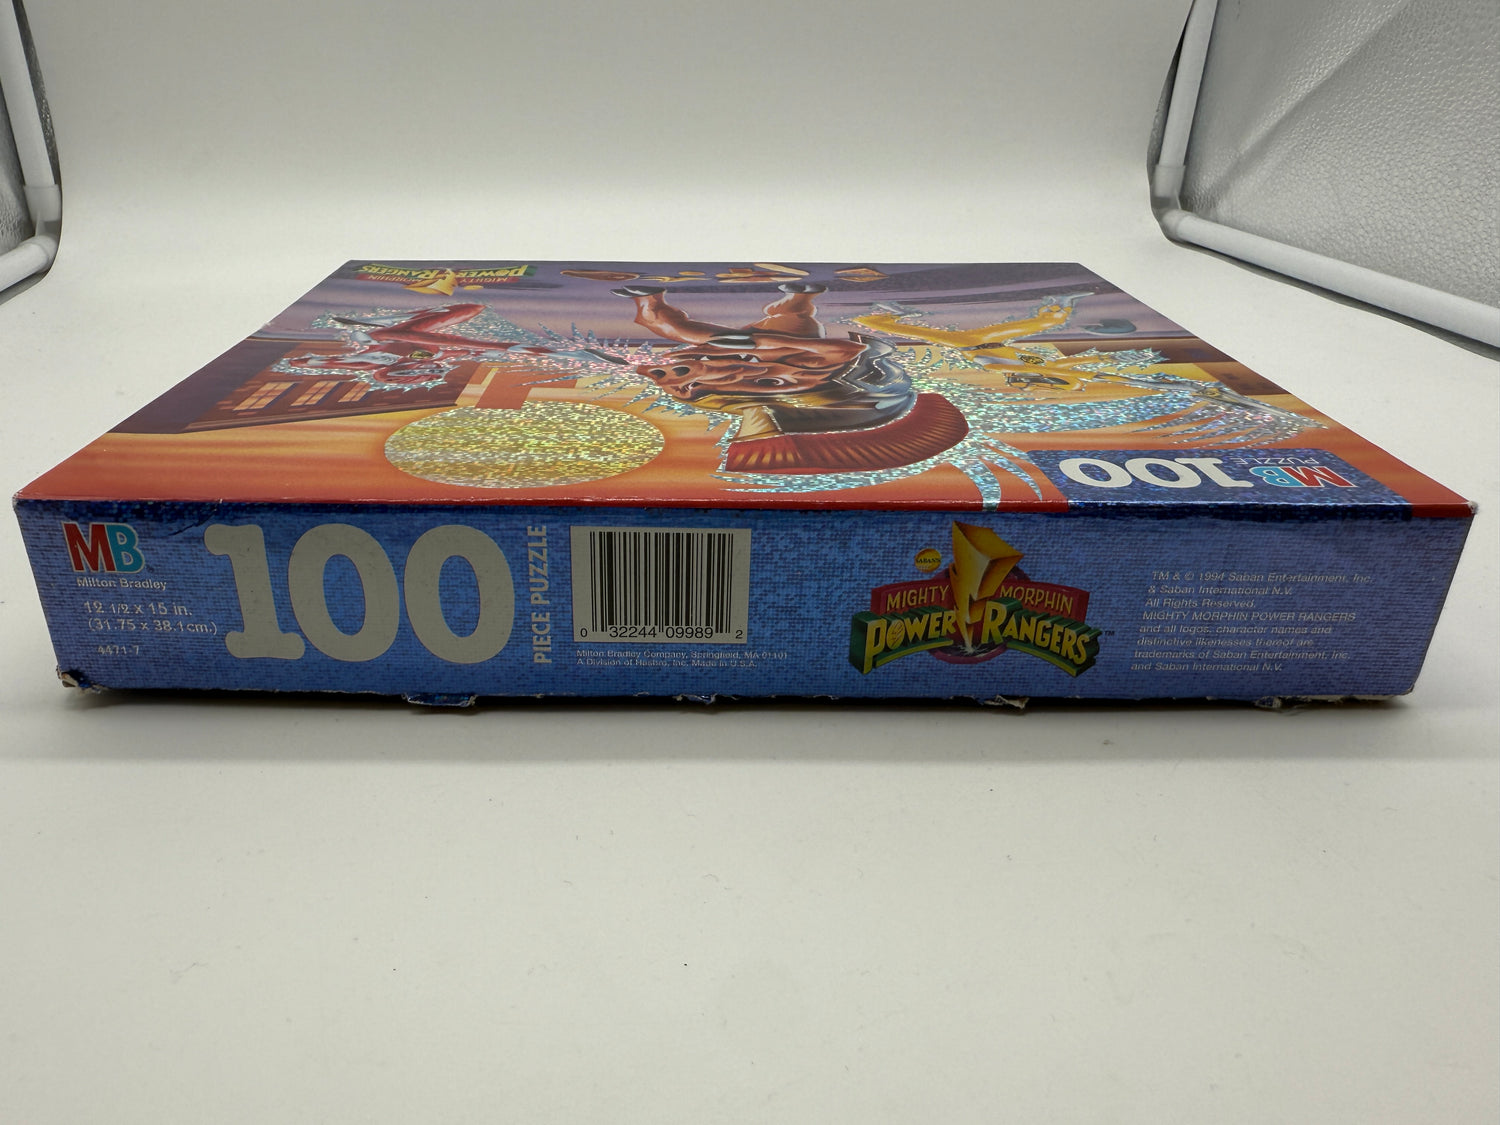 MIGHTY
MORPHIN
POWER RANGERS
MB
PUZZLE
100
MB
Milton Bradley
12 1/2 x 15 in.
(31.75 x 38.1 cm.)
4471-7
100
PIECE PUZZLE
0 32244 09989 2
Milton Bradley Company, Springfield, MA 01101
A Division of Hasbro, Inc. Made in U.S.A.
SABAN'S
MIGHTY MORPHIN
POWER RANGERS™
TM & © 1994 Saban Entertainment, Inc.
& Saban International N.V.
All Rights Reserved.
MIGHTY MORPHIN POWER RANGERS
and all logos, character names and
distinctive likenesses thereof are
trademarks of Saban Entertainment, Inc.
and Saban International N.V.